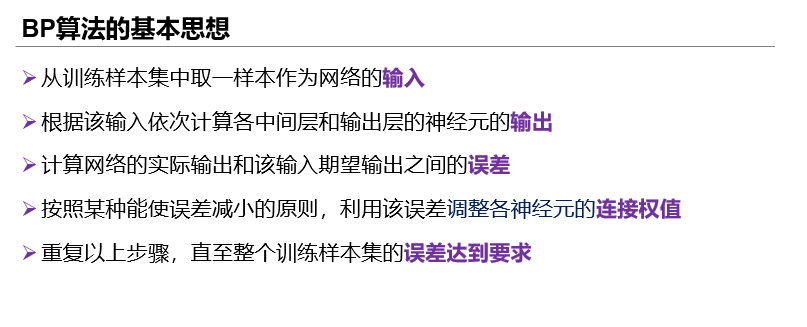 BP算法的基本思想
➢从训练样本集中取一样本作为网络的输入
➢根据该输入依次计算各中间层和输出层的神经元的输出
➢计算网络的实际输出和该输入期望输出之间的误差
➢按照某种能使误差减小的原则，利用该误差调整各神经元的连接权值
➢重复以上步骤，直至整个训练样本集的误差达到要求